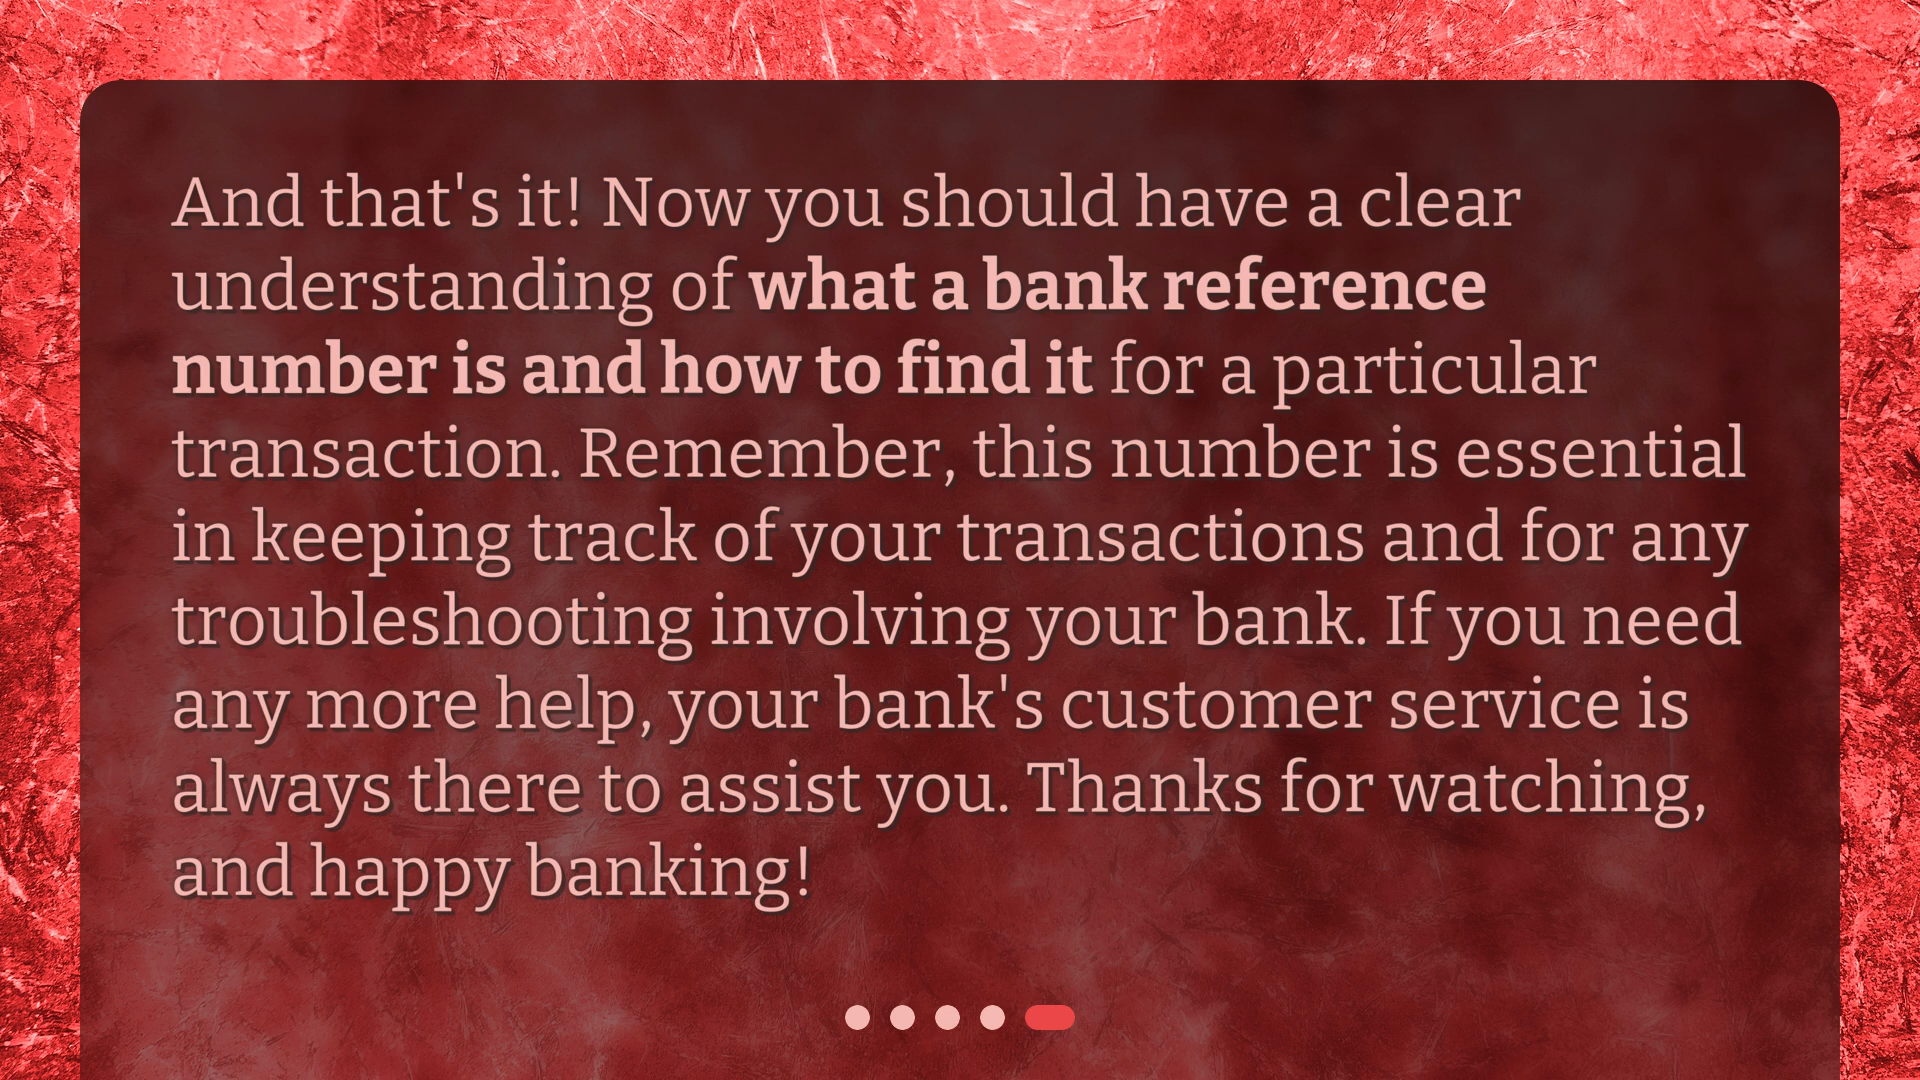 And that's it! Now you should have a clear
understanding of what a bank reference
number is and how to find it for a particular
transaction. Remember, this number is essential
in keeping track of your transactions and for any
troubleshooting involving your bank. If you need
any more help, your bank's customer service is
always there to assist you. Thanks for watching,
and happy banking!